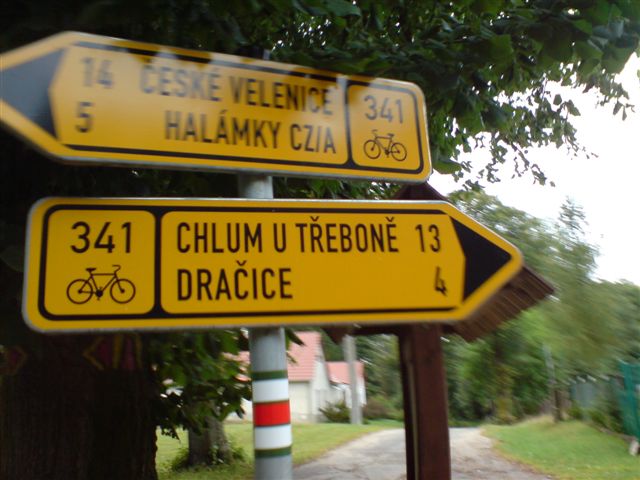 14 ČESKÉ VELENICE 341
5 HALÁMKY CZ/A
341 CHLUM U TŘEBONĚ 13
DRAČICE 4